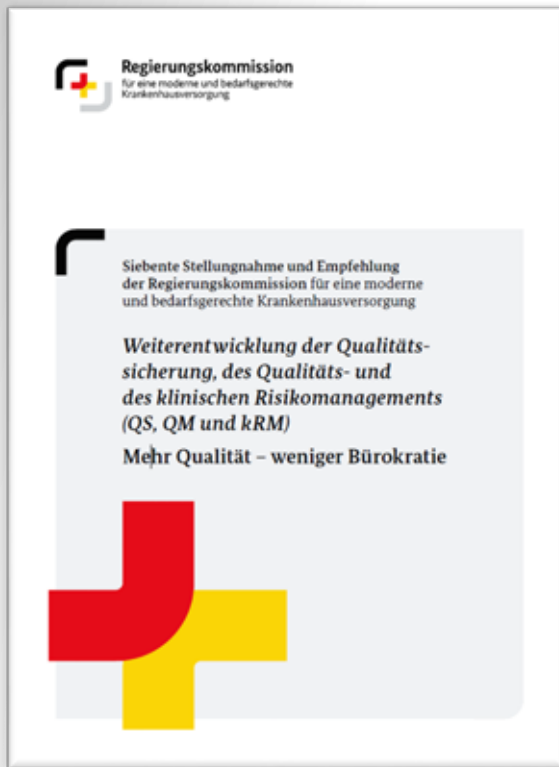 Regierungskommission
für eine moderne und bedarfsgerechte
Krankenhausversorgung
Siebente Stellungnahme und Empfehlung
der Regierungskommission für eine moderne
und bedarfsgerechte Krankenhausversorgung
Weiterentwicklung der Qualitäts-
sicherung, des Qualitäts- und
des klinischen Risikomanagements
(QS, QM und kRM)
Mehr Qualität – weniger Bürokratie